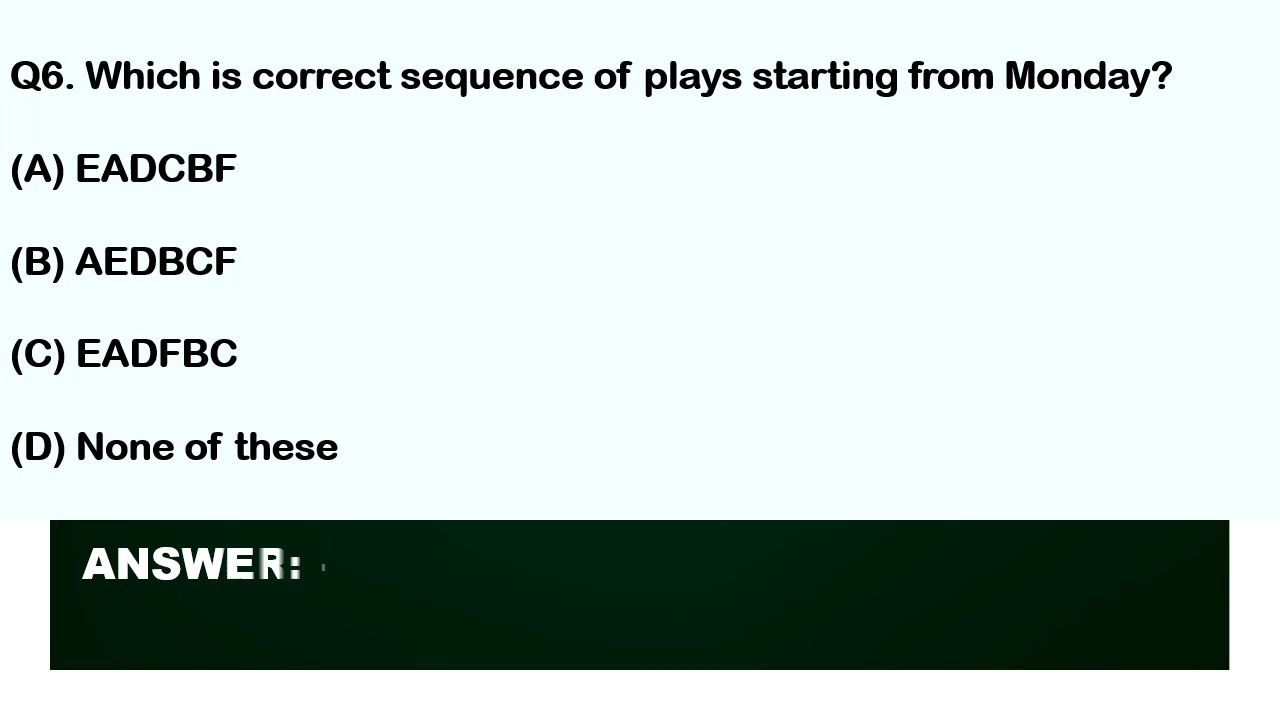 Q6. Which is correct sequence of plays starting from Monday?
(A) EADCBF
(B) AEDBCF
(C) EADFBC
(D) None of these
ANSWER: